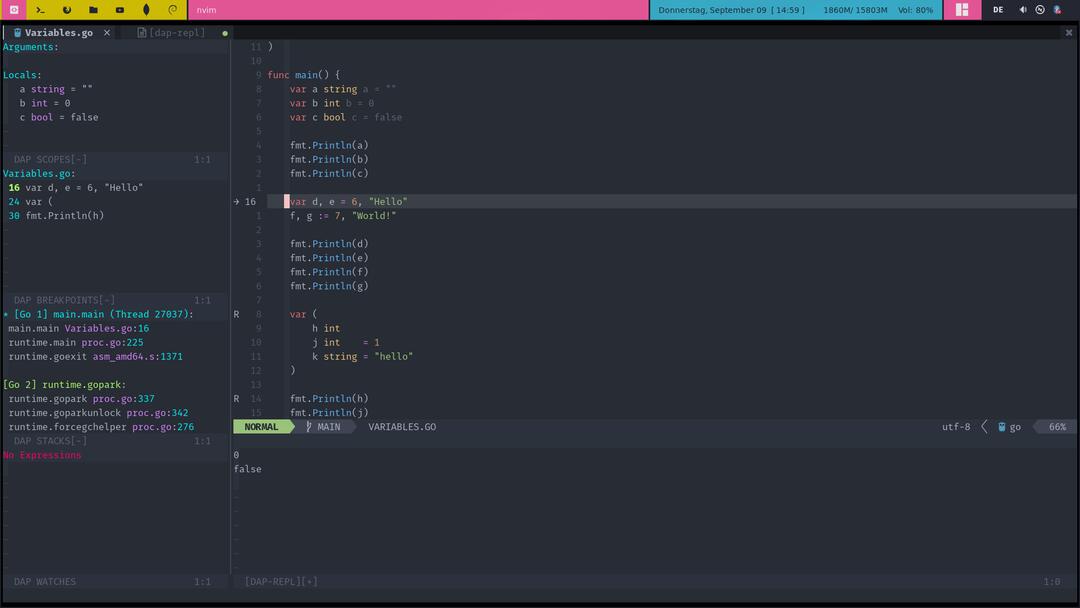 nvim
Donnerstag, September 09 [ 14:59 ] 1860M/ 15803M Vol: 80%
DE
Variables.go ✕ [dap-repl] ●
Arguments:
Locals:
a string = ""
b int = 0
c bool = false
DAP SCOPES[-] 1:1
Variables.go:
16 var d, e = 6, "Hello"
24 var (
30 fmt.Println(h)
DAP BREAKPOINTS[-] 1:1
* [Go 1] main.main (Thread 27037):
main.main Variables.go:16
runtime.main proc.go:225
runtime.goexit asm_amd64.s:1371
[Go 2] runtime.gopark:
runtime.gopark proc.go:337
runtime.goparkunlock proc.go:342
runtime.forcegchelper proc.go:276
DAP STACKS[-] 1:1
No Expressions
DAP WATCHES 1:1
11 )
10
9 func main() {
8 var a string a = ""
7 var b int b = 0
6 var c bool c = false
5
4 fmt.Println(a)
3 fmt.Println(b)
2 fmt.Println(c)
1
→ 16 var d, e = 6, "Hello"
1 f, g := 7, "World!"
2
3 fmt.Println(d)
4 fmt.Println(e)
5 fmt.Println(f)
6 fmt.Println(g)
7
R 8 var (
9 h int
10 j int = 1
11 k string = "hello"
12 )
13
R 14 fmt.Println(h)
15 fmt.Println(j)
NORMAL MAIN VARIABLES.GO utf-8 go 66%
0
false
[DAP-REPL][+] 1:0